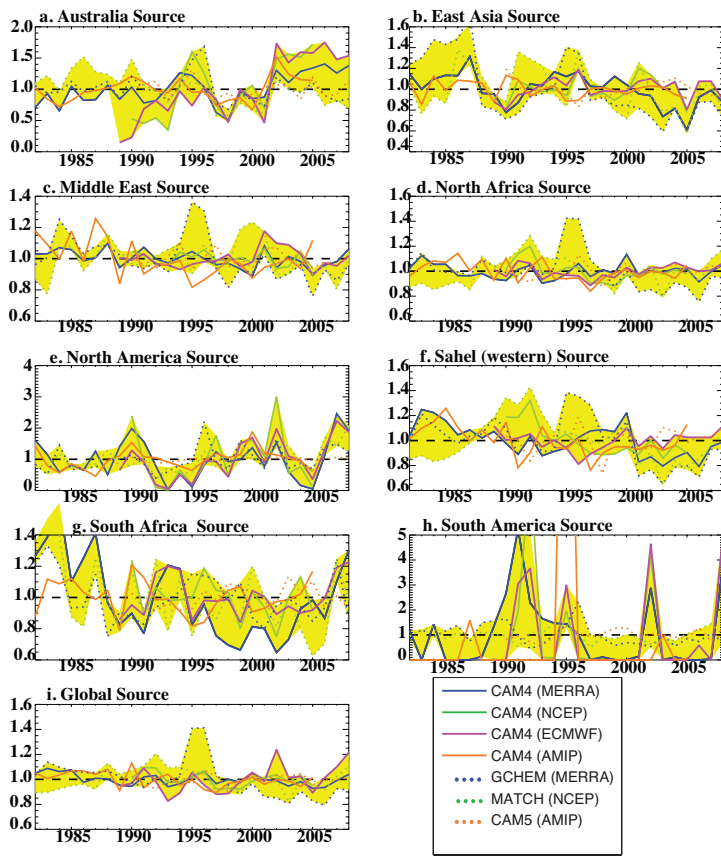 a. Australia Source
2.0
1.5
1.0
0.5
0.0
1985 1990 1995 2000 2005
b. East Asia Source
1.6
1.4
1.2
1.0
0.8
0.6
0.4
1985 1990 1995 2000 2005
c. Middle East Source
1.4
1.2
1.0
0.8
0.6
1985 1990 1995 2000 2005
d. North Africa Source
1.6
1.4
1.2
1.0
0.8
0.6
1985 1990 1995 2000 2005
e. North America Source
4
3
2
1
0
1985 1990 1995 2000 2005
f. Sahel (western) Source
1.6
1.4
1.2
1.0
0.8
0.6
1985 1990 1995 2000 2005
g. South Africa Source
1.4
1.2
1.0
0.8
0.6
1985 1990 1995 2000 2005
h. South America Source
5
4
3
2
1
0
1985 1990 1995 2000 2005
i. Global Source
1.6
1.4
1.2
1.0
0.8
0.6
1985 1990 1995 2000 2005
CAM4 (MERRA)
CAM4 (NCEP)
CAM4 (ECMWF)
CAM4 (AMIP)
GCHEM (MERRA)
MATCH (NCEP)
CAM5 (AMIP)